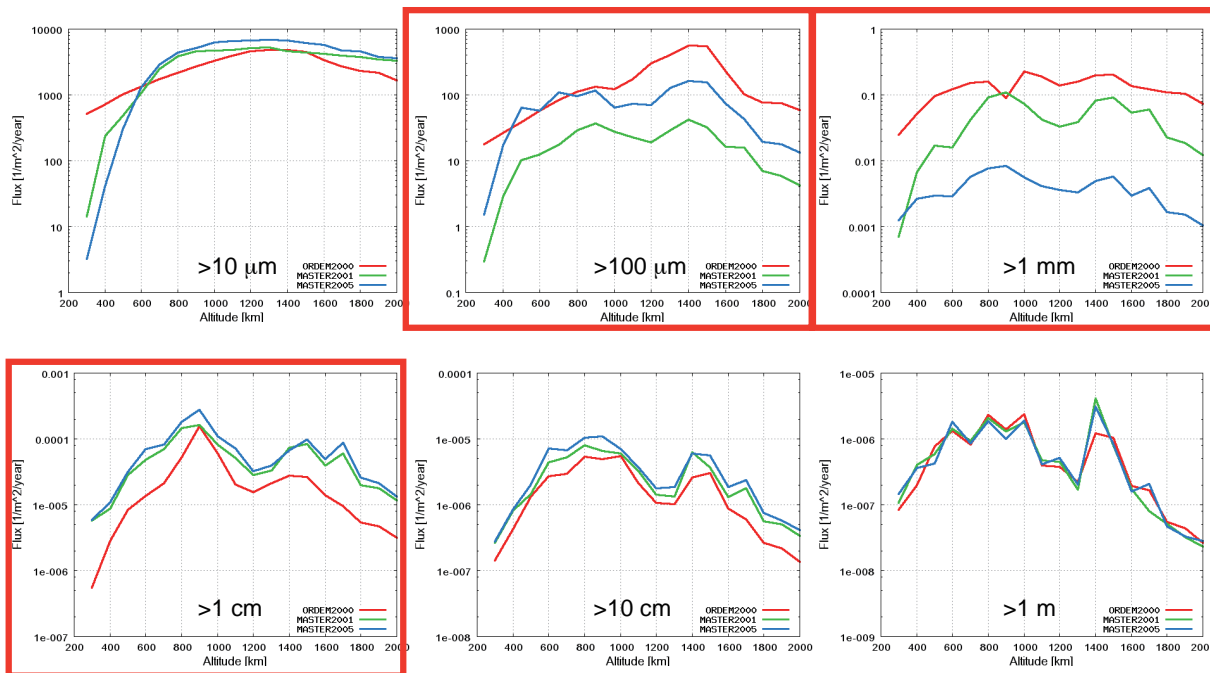 10000
1000
100
10
1
Flux [1/m^2/year]
>10 μm
ORDEM2000
MASTER2001
MASTER2005
200 400 600 800 1000 1200 1400 1600 1800 2000
Altitude [km]
1000
100
10
1
0.1
Flux [1/m^2/year]
>100 μm
ORDEM2000
MASTER2001
MASTER2005
200 400 600 800 1000 1200 1400 1600 1800 2000
Altitude [km]
1
0.1
0.01
0.001
0.0001
Flux [1/m^2/year]
>1 mm
ORDEM2000
MASTER2001
MASTER2005
200 400 600 800 1000 1200 1400 1600 1800 2000
Altitude [km]
0.001
0.0001
1e-005
1e-006
1e-007
Flux [1/m^2/year]
>1 cm
ORDEM2000
MASTER2001
MASTER2005
200 400 600 800 1000 1200 1400 1600 1800 2000
Altitude [km]
0.0001
1e-005
1e-006
1e-007
1e-008
Flux [1/m^2/year]
>10 cm
ORDEM2000
MASTER2001
MASTER2005
200 400 600 800 1000 1200 1400 1600 1800 2000
Altitude [km]
1e-005
1e-006
1e-007
1e-008
1e-009
Flux [1/m^2/year]
>1 m
ORDEM2000
MASTER2001
MASTER2005
200 400 600 800 1000 1200 1400 1600 1800 2000
Altitude [km]